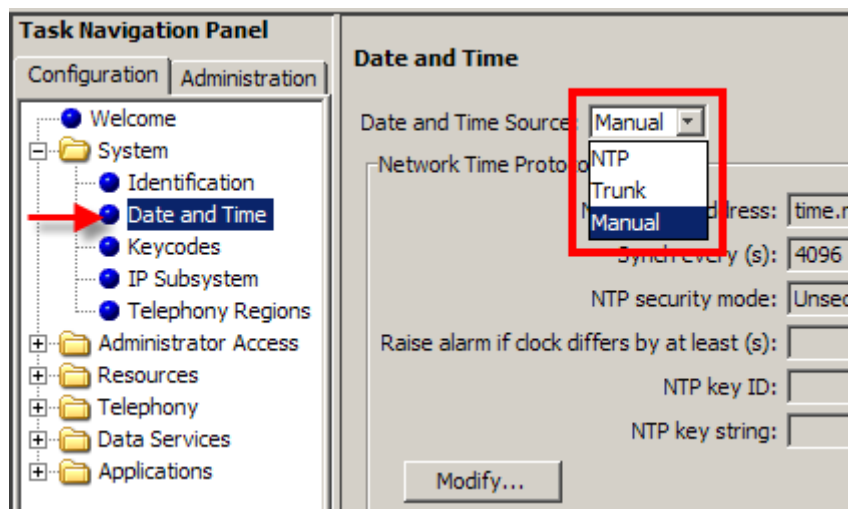 Task Navigation Panel
Configuration
Administration
Welcome
System
Identification
Date and Time
Keycodes
IP Subsystem
Telephony Regions
Administrator Access
Resources
Telephony
Data Services
Applications
Date and Time
Date and Time Source: Manual
NTP
Trunk
Manual
Network Time Proto
dress: time.
Synch every (s): 4096
NTP security mode: Unsec
Raise alarm if clock differs by at least (s):
NTP key ID:
NTP key string:
Modify...